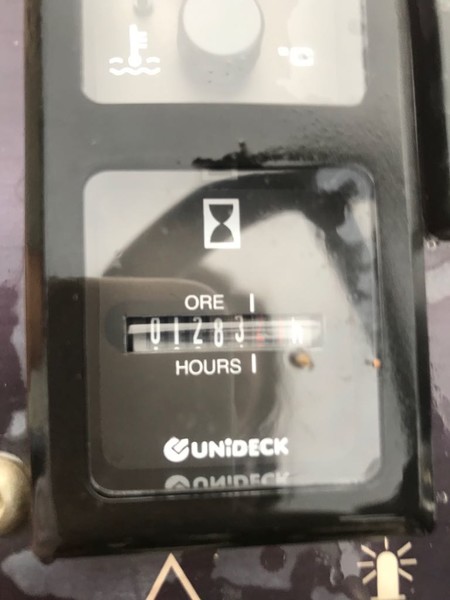 °C
ORE
01283
HOURS
UNiDECK